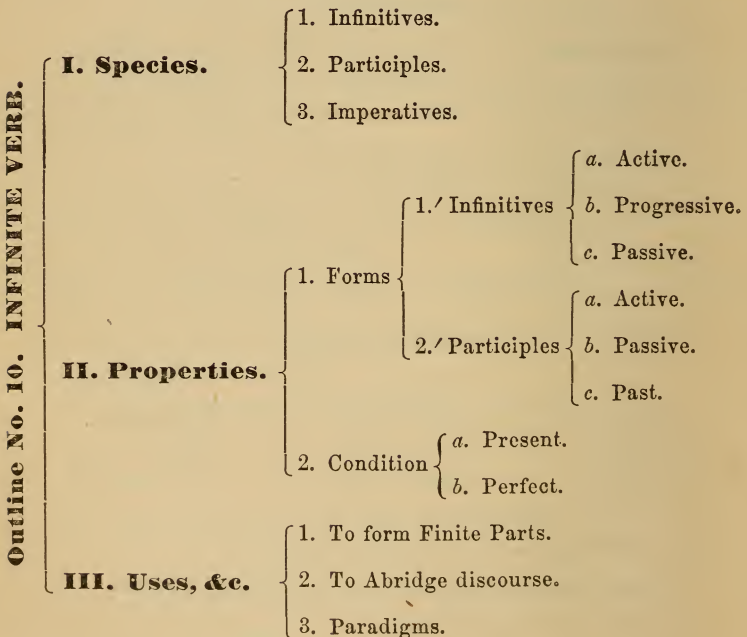 Outline No. 10. INFINITE VERB.
I. Species.
1. Infinitives.
2. Participles.
3. Imperatives.
II. Properties.
1. Forms
1.′ Infinitives
a. Active.
b. Progressive.
c. Passive.
2.′ Participles
a. Active.
b. Passive.
c. Past.
2. Condition
a. Present.
b. Perfect.
III. Uses, &c.
1. To form Finite Parts.
2. To Abridge discourse.
3. Paradigms.